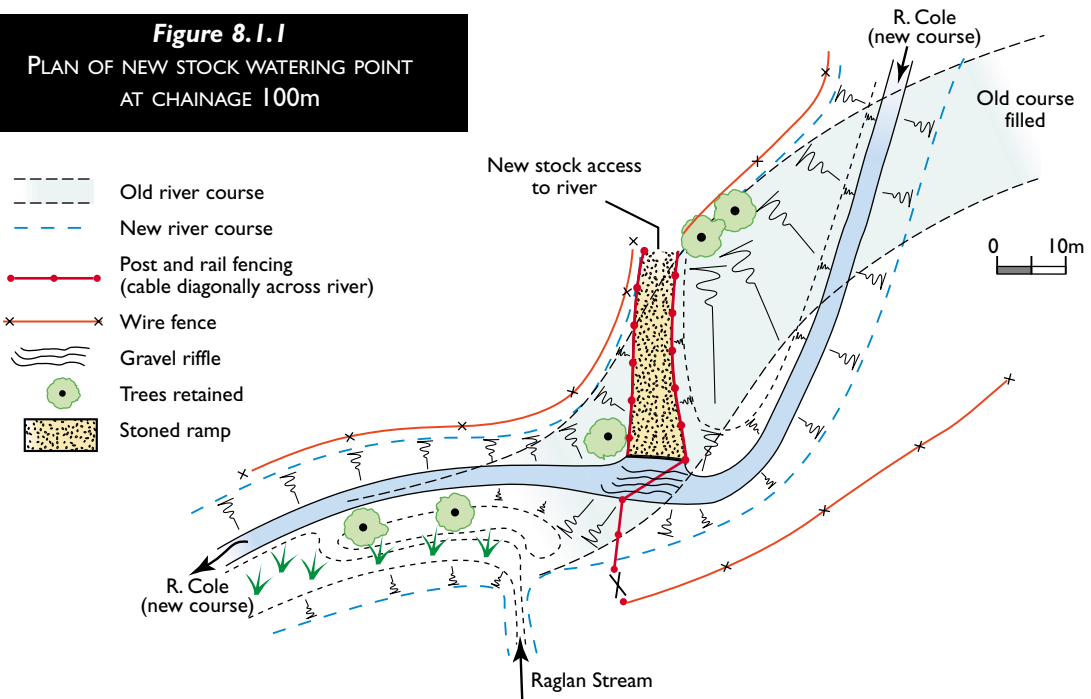 Figure 8.1.1
PLAN OF NEW STOCK WATERING POINT
AT CHAINAGE 100m
Old river course
New river course
Post and rail fencing
(cable diagonally across river)
Wire fence
Gravel riffle
Trees retained
Stoned ramp
R. Cole
(new course)
Old course
filled
New stock access
to river
0 10m
R. Cole
(new course)
Raglan Stream